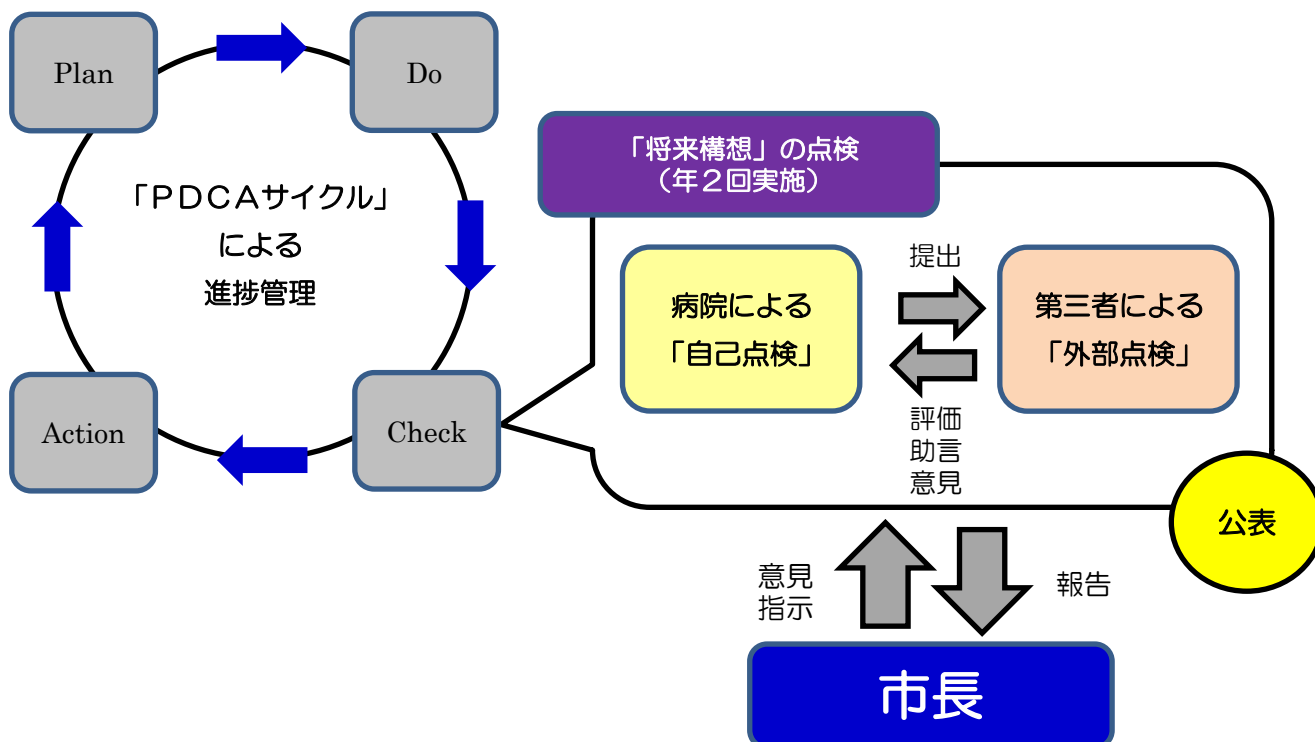 Plan
Do
「PDCAサイクル」
による
進捗管理
Action
Check
「将来構想」の点検
(年2回実施)
病院による
「自己点検」
提出
第三者による
「外部点検」
評価
助言
意見
公表
意見
指示
報告
市長